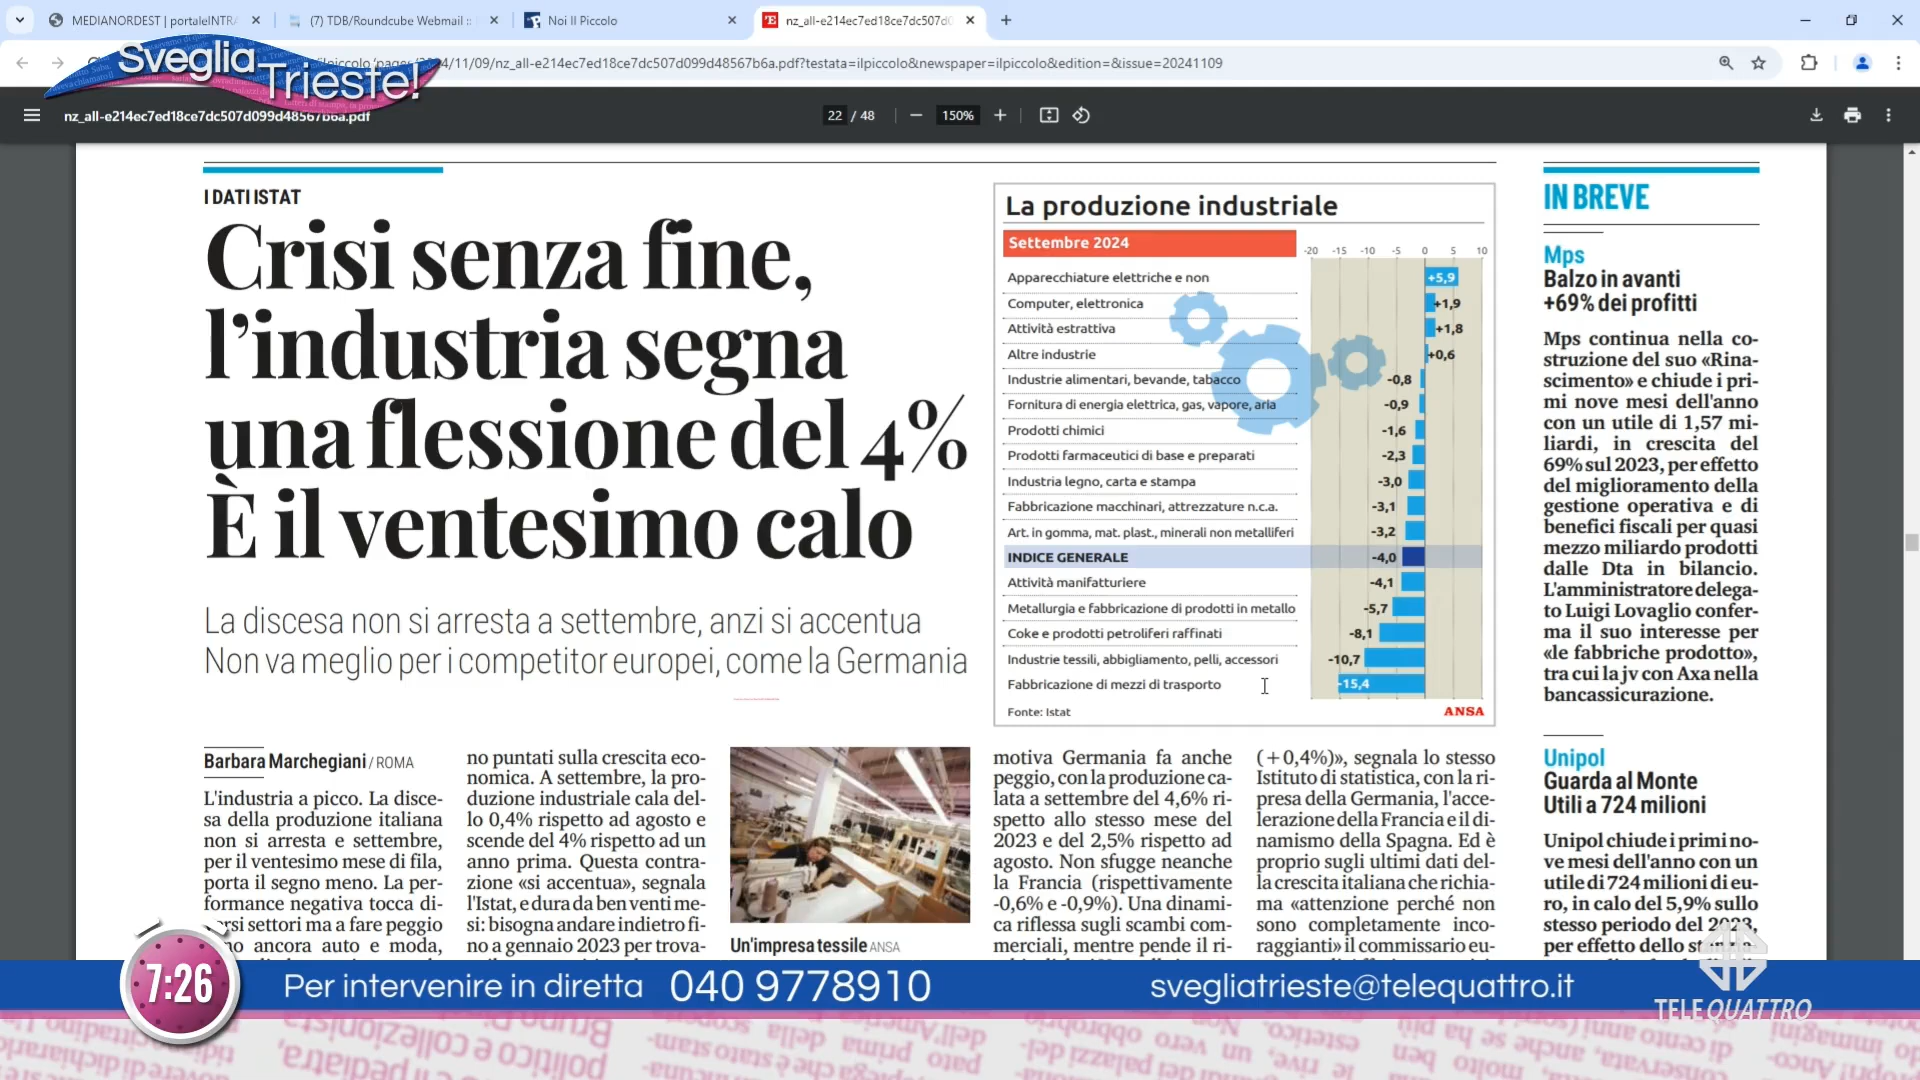 MEDIANORDEST | portaleINTRA
(7) TDB/Roundcube Webmail ::
Noi Il Piccolo
nz_all-e214ec7ed18ce7dc507d0
Sveglia
Trieste!
/11/09/nz_all-e214ec7ed18ce7dc507d099d48567b6a.pdf?testata=ilpiccolo&newspaper=ilpiccolo&edition=&issue=20241109
nz_all-e214ec7ed18ce7dc507d099d48567b6a.pdf
22 / 48
150%
I DATI ISTAT
Crisi senza fine,
l’industria segna
una flessione del 4%
È il ventesimo calo
La discesa non si arresta a settembre, anzi si accentua
Non va meglio per i competitor europei, come la Germania
La produzione industriale
Settembre 2024
-20 -15 -10 -5 0 5 10
Apparecchiature elettriche e non +5,9
Computer, elettronica +1,9
Attività estrattiva +1,8
Altre industrie +0,6
Industrie alimentari, bevande, tabacco -0,8
Fornitura di energia elettrica, gas, vapore, aria -0,9
Prodotti chimici -1,6
Prodotti farmaceutici di base e preparati -2,3
Industria legno, carta e stampa -3,0
Fabbricazione macchinari, attrezzature n.c.a. -3,1
Art. in gomma, mat. plast., minerali non metalliferi -3,2
INDICE GENERALE -4,0
Attività manifatturiere -4,1
Metallurgia e fabbricazione di prodotti in metallo -5,7
Coke e prodotti petroliferi raffinati -8,1
Industrie tessili, abbigliamento, pelli, accessori -10,7
Fabbricazione di mezzi di trasporto -15,4
Fonte: Istat
ANSA
IN BREVE
Mps
Balzo in avanti
+69% dei profitti
Mps continua nella co-
struzione del suo «Rina-
scimento» e chiude i pri-
mi nove mesi dell'anno
con un utile di 1,57 mi-
liardi, in crescita del
69% sul 2023, per effetto
del miglioramento della
gestione operativa e di
benefici fiscali per quasi
mezzo miliardo prodotti
dalle Dta in bilancio.
L'amministratore delega-
to Luigi Lovaglio confer-
ma il suo interesse per
«le fabbriche prodotto»,
tra cui la jv con Axa nella
bancassicurazione.
Unipol
Guarda al Monte
Utili a 724 milioni
Unipol chiude i primi no-
ve mesi dell'anno con un
utile di 724 milioni di eu-
ro, in calo del 5,9% sullo
stesso periodo del 2023,
per effetto dello
Barbara Marchegiani / ROMA
L'industria a picco. La disce-
sa della produzione italiana
non si arresta e settembre,
per il ventesimo mese di fila,
porta il segno meno. La per-
formance negativa tocca di-
rsi settori ma a fare peggio
no ancora auto e moda,
no puntati sulla crescita eco-
nomica. A settembre, la pro-
duzione industriale cala del-
lo 0,4% rispetto ad agosto e
scende del 4% rispetto ad un
anno prima. Questa contra-
zione «si accentua», segnala
l'Istat, e dura da ben venti me-
si: bisogna andare indietro fi-
no a gennaio 2023 per trova-
Un'impresa tessile ANSA
motiva Germania fa anche
peggio, con la produzione ca-
lata a settembre del 4,6% ri-
spetto allo stesso mese del
2023 e del 2,5% rispetto ad
agosto. Non sfugge neanche
la Francia (rispettivamente
-0,6% e -0,9%). Una dinami-
ca riflessa sugli scambi com-
merciali, mentre pende il ri-
(+0,4%)», segnala lo stesso
Istituto di statistica, con la ri-
presa della Germania, l'acce-
lerazione della Francia e il di-
namismo della Spagna. Ed è
proprio sugli ultimi dati del-
la crescita italiana che richia-
ma «attenzione perché non
sono completamente inco-
raggianti» il commissario eu-
7:26
Per intervenire in diretta 040 9778910
svegliatrieste@telequattro.it
TELEQUATTRO